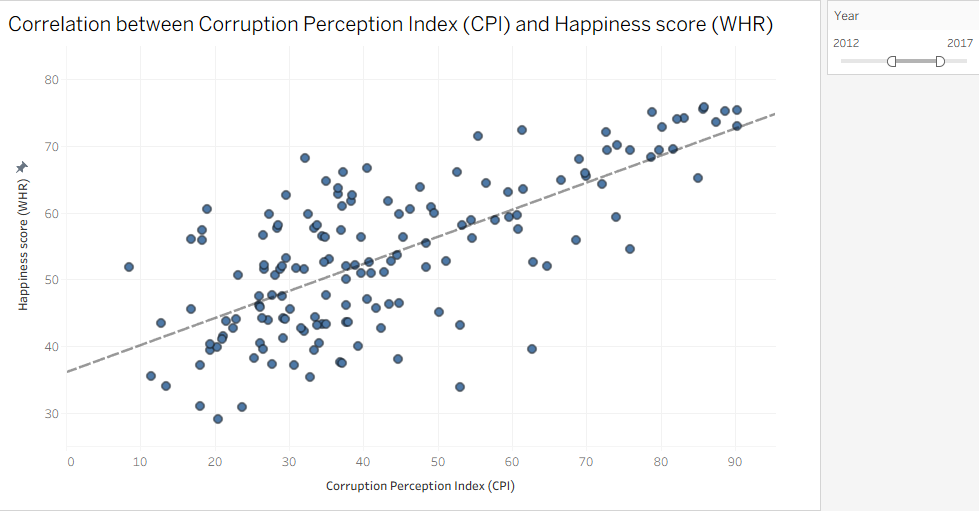 Correlation between Corruption Perception Index (CPI) and Happiness score (WHR)
Year
2012 2017
Happiness score (WHR)
80
70
60
50
40
30
0 10 20 30 40 50 60 70 80 90
Corruption Perception Index (CPI)